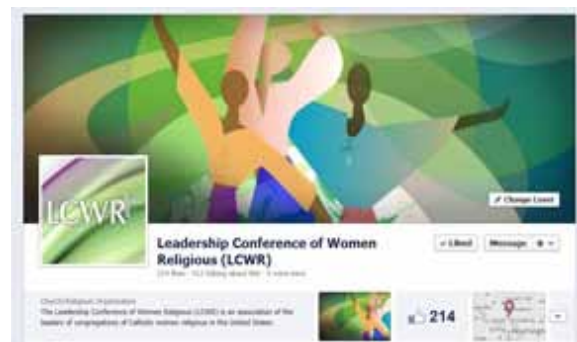 Change Cover
LCWR
Leadership Conference of Women
Religious (LCWR)
Liked
Message
Church/Religious Organization
The Leadership Conference of Women Religious (LCWR) is an association of the
leaders of congregations of Catholic women religious in the United States.
214